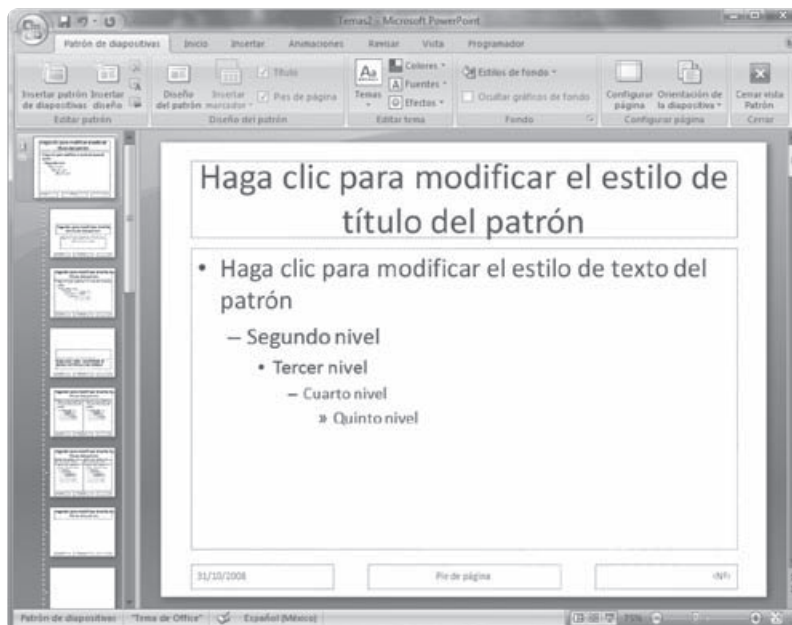 Temas2 - Microsoft PowerPoint
Patrón de diapositivas Inicio Insertar Animaciones Revisar Vista Programador
Insertar patrón de diapositivas
Insertar diseño
Editar patrón
Diseño del patrón
Insertar marcador
Título
Pies de página
Diseño del patrón
Temas
Colores
Fuentes
Efectos
Editar tema
Estilos de fondo
Ocultar gráficos de fondo
Fondo
Configurar página
Orientación de la diapositiva
Configurar página
Cerrar vista Patrón
Cerrar
Haga clic para modificar el estilo de
título del patrón
• Haga clic para modificar el estilo de texto del
patrón
– Segundo nivel
• Tercer nivel
– Cuarto nivel
» Quinto nivel
31/10/2008 Pie de página ‹Nº›
Patrón de diapositivas "Tema de Office" Español (México) 75%